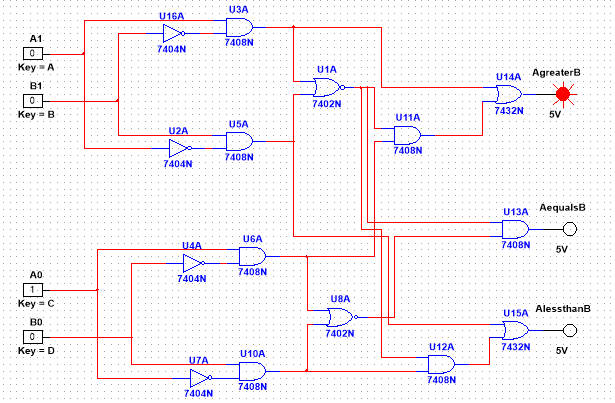 U3A
7408N
U16A
7404N
A1
0
Key = A
B1
0
Key = B
U5A
7408N
U2A
7404N
U1A
7402N
U11A
7408N
U14A
7432N
AgreaterB
5V
AequalsB
U13A
7408N
5V
U6A
7408N
U4A
7404N
A0
1
Key = C
B0
0
Key = D
U8A
7402N
U10A
7408N
U7A
7404N
U12A
7408N
U15A
7432N
AlessthanB
5V